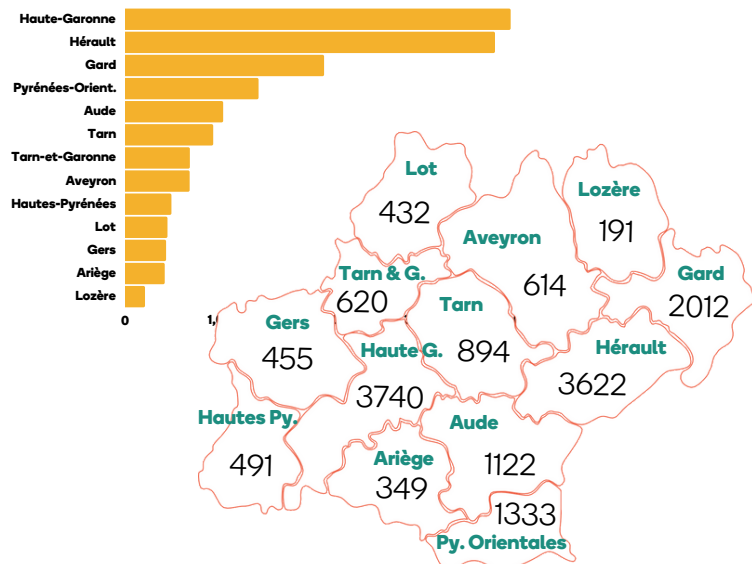 Haute-Garonne
Hérault
Gard
Pyrénées-Orient.
Aude
Tarn
Tarn-et-Garonne
Aveyron
Hautes-Pyrénées
Lot
Gers
Ariège
Lozère
0
Lot
432
Lozère
191
Aveyron
614
Tarn & G.
620
Gard
2012
Tarn
894
Gers
455
Haute G.
3740
Hérault
3622
Hautes Py.
491
Aude
1122
Ariège
349
1333
Py. Orientales